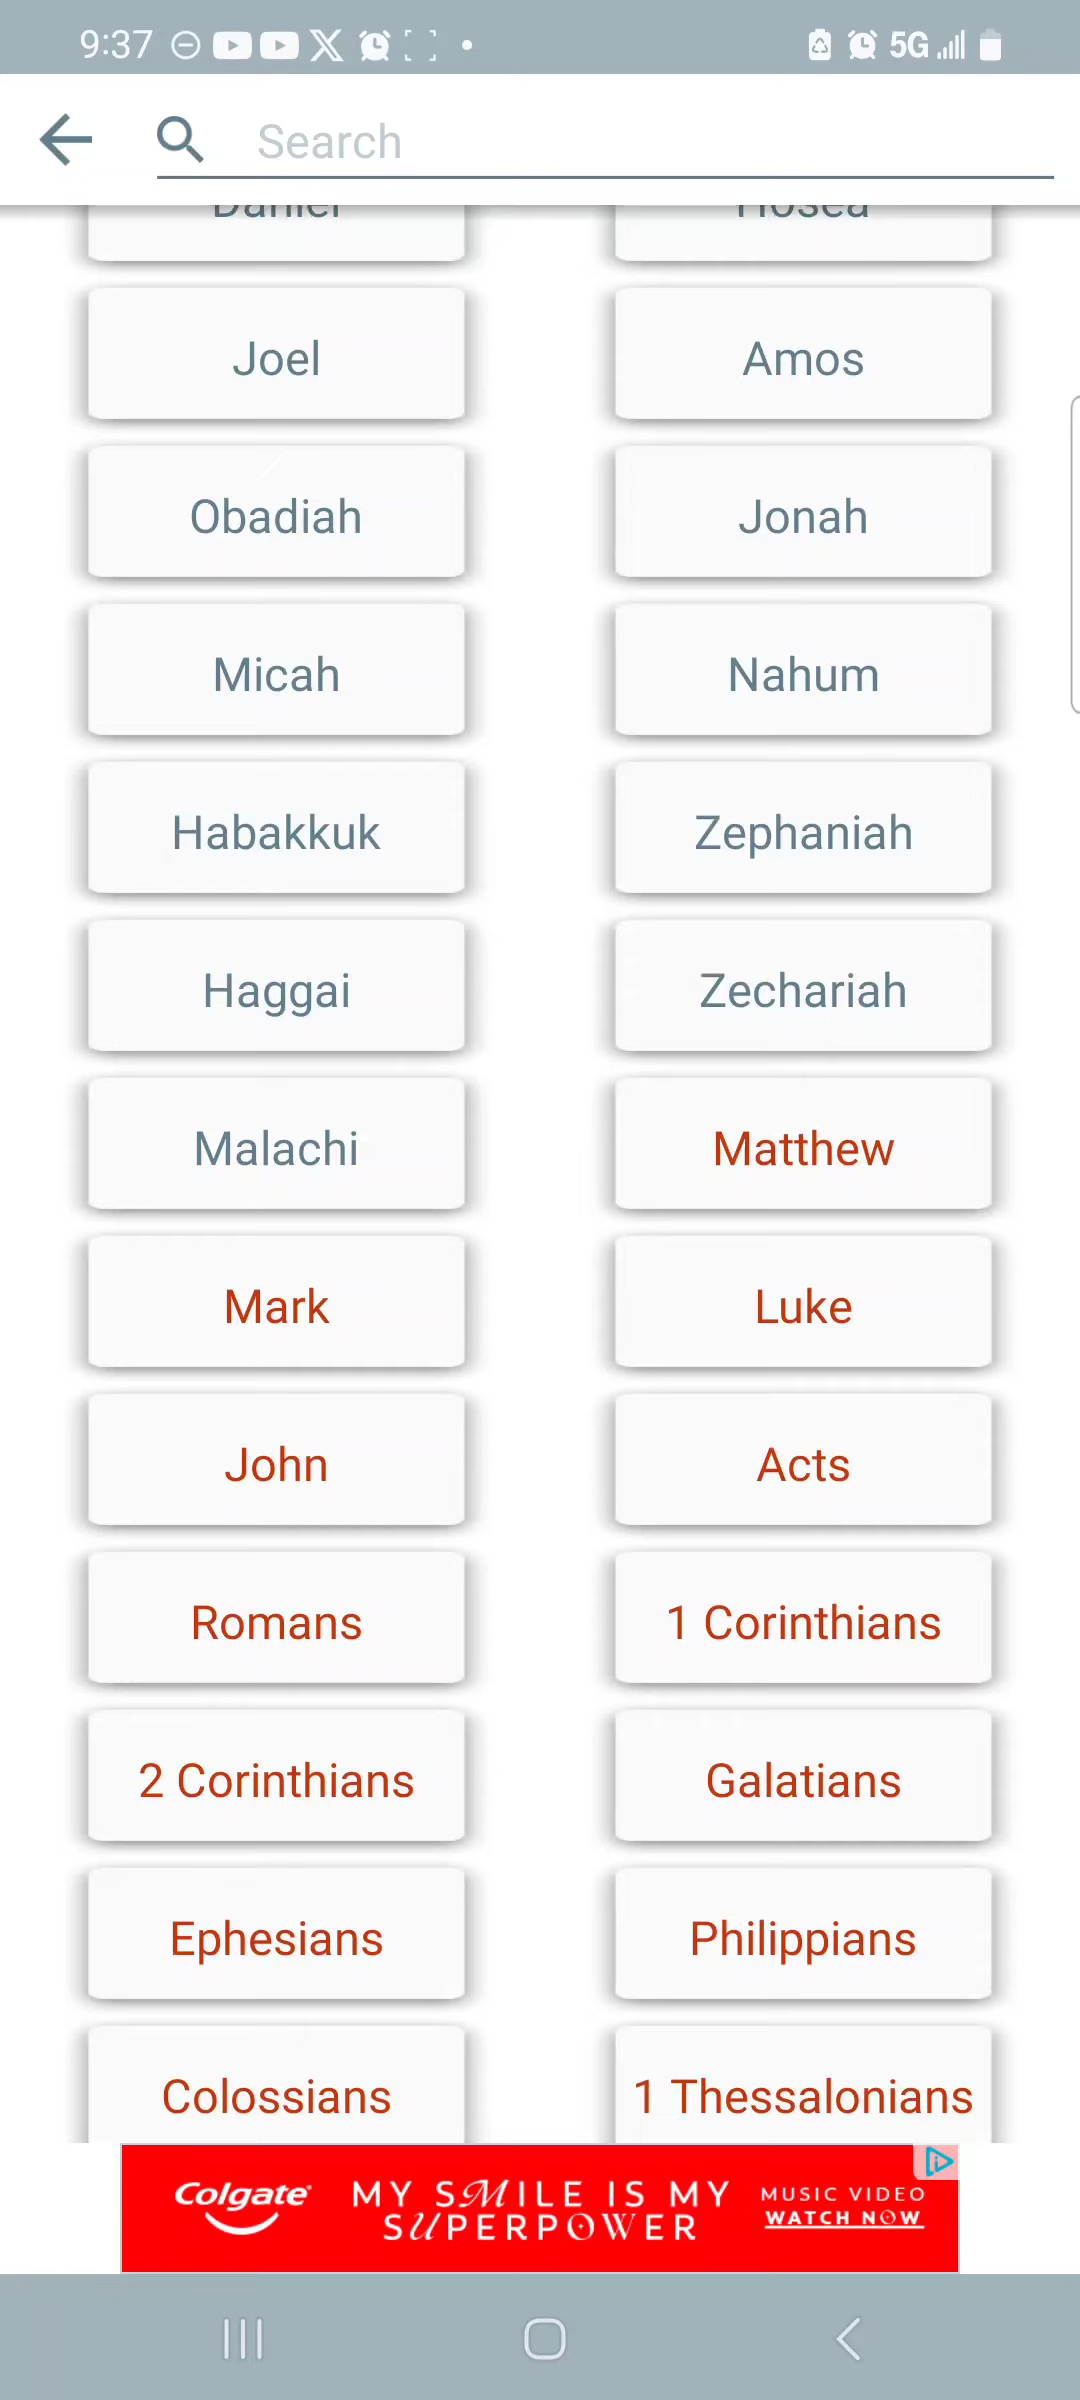 9:37 5G
Search
Daniel Hosea
Joel Amos
Obadiah Jonah
Micah Nahum
Habakkuk Zephaniah
Haggai Zechariah
Malachi Matthew
Mark Luke
John Acts
Romans 1 Corinthians
2 Corinthians Galatians
Ephesians Philippians
Colossians 1 Thessalonians
Colgate MY SMILE IS MY SUPERPOWER
MUSIC VIDEO
WATCH NOW